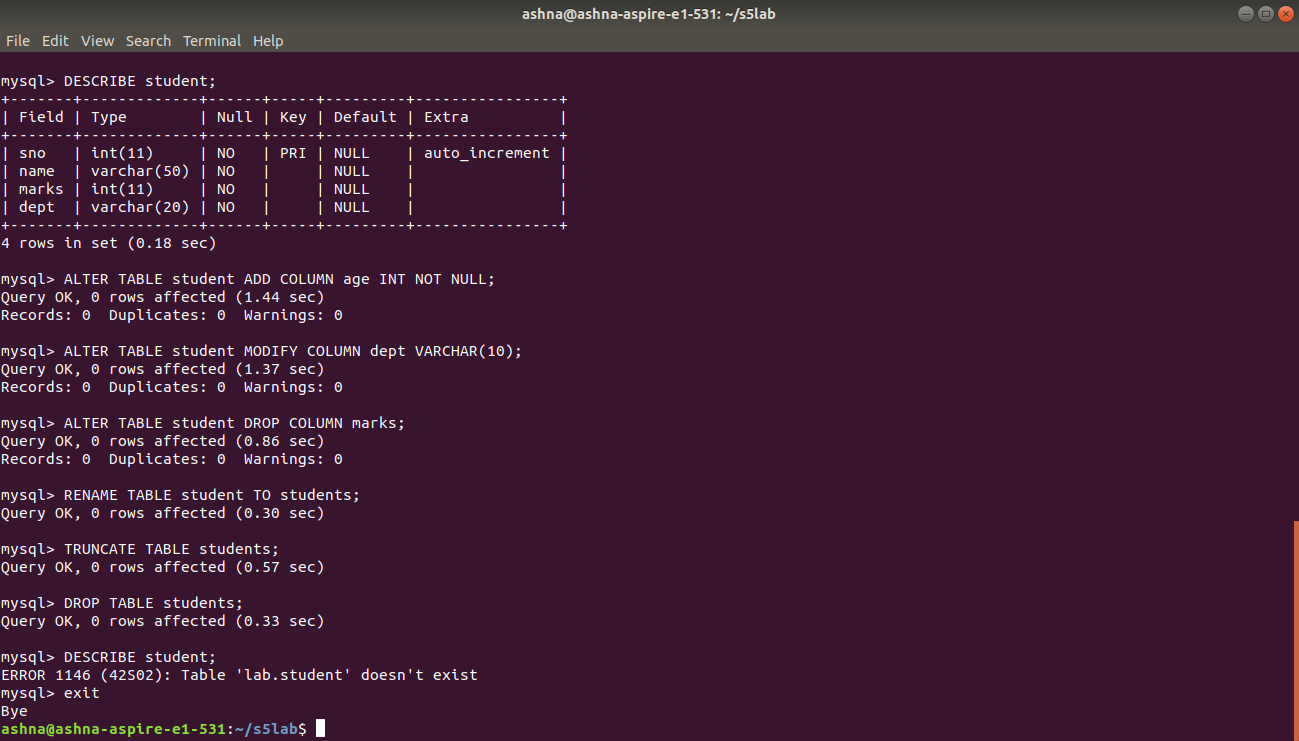 ashna@ashna-aspire-e1-531: ~/s5lab
File Edit View Search Terminal Help
mysql> DESCRIBE student;
+-------+-------------+------+-----+---------+----------------+
| Field | Type        | Null | Key | Default | Extra          |
+-------+-------------+------+-----+---------+----------------+
| sno   | int(11)     | NO   | PRI | NULL    | auto_increment |
| name  | varchar(50) | NO   |     | NULL    |                |
| marks | int(11)     | NO   |     | NULL    |                |
| dept  | varchar(20) | NO   |     | NULL    |                |
+-------+-------------+------+-----+---------+----------------+
4 rows in set (0.18 sec)

mysql> ALTER TABLE student ADD COLUMN age INT NOT NULL;
Query OK, 0 rows affected (1.44 sec)
Records: 0  Duplicates: 0  Warnings: 0

mysql> ALTER TABLE student MODIFY COLUMN dept VARCHAR(10);
Query OK, 0 rows affected (1.37 sec)
Records: 0  Duplicates: 0  Warnings: 0

mysql> ALTER TABLE student DROP COLUMN marks;
Query OK, 0 rows affected (0.86 sec)
Records: 0  Duplicates: 0  Warnings: 0

mysql> RENAME TABLE student TO students;
Query OK, 0 rows affected (0.30 sec)

mysql> TRUNCATE TABLE students;
Query OK, 0 rows affected (0.57 sec)

mysql> DROP TABLE students;
Query OK, 0 rows affected (0.33 sec)

mysql> DESCRIBE student;
ERROR 1146 (42S02): Table 'lab.student' doesn't exist
mysql> exit
Bye
ashna@ashna-aspire-e1-531:~/s5lab$